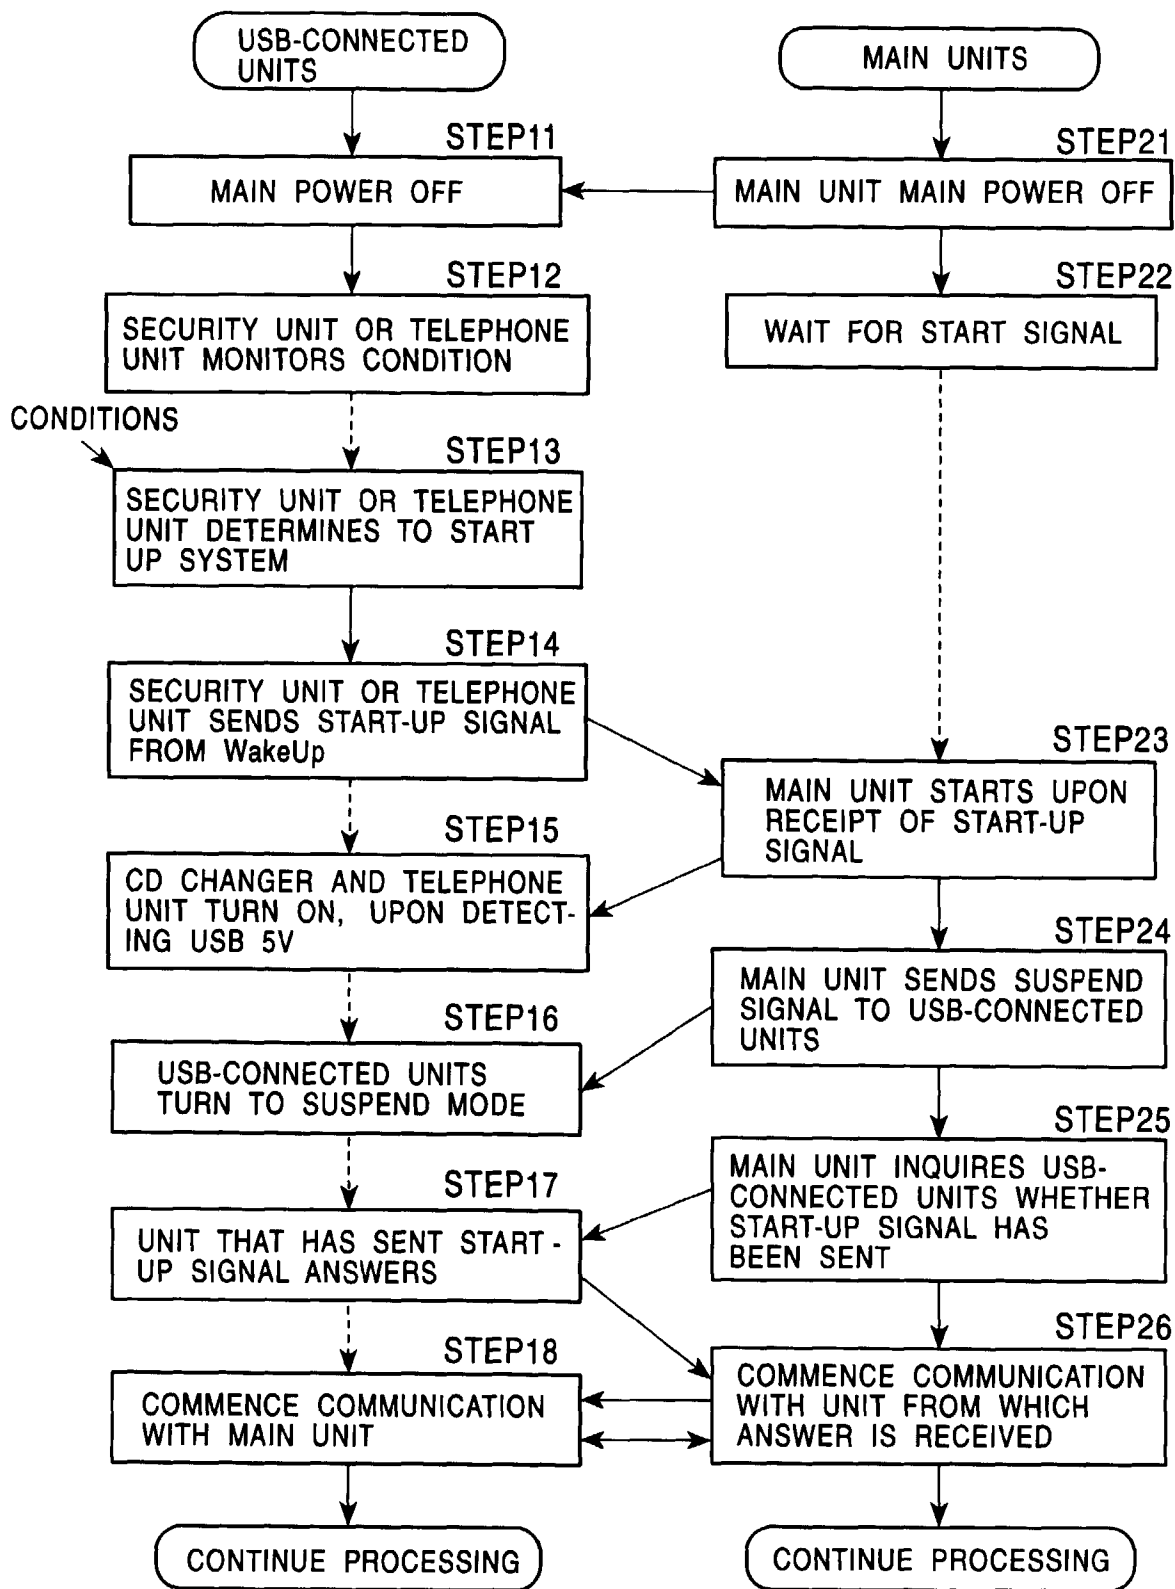 USB-CONNECTED
UNITS
MAIN UNITS
STEP11
MAIN POWER OFF
STEP21
MAIN UNIT MAIN POWER OFF
STEP12
SECURITY UNIT OR TELEPHONE
UNIT MONITORS CONDITION
STEP22
WAIT FOR START SIGNAL
CONDITIONS
STEP13
SECURITY UNIT OR TELEPHONE
UNIT DETERMINES TO START
UP SYSTEM
STEP14
SECURITY UNIT OR TELEPHONE
UNIT SENDS START-UP SIGNAL
FROM WakeUp
STEP23
MAIN UNIT STARTS UPON
RECEIPT OF START-UP
SIGNAL
STEP15
CD CHANGER AND TELEPHONE
UNIT TURN ON, UPON DETECT-
ING USB 5V
STEP24
MAIN UNIT SENDS SUSPEND
SIGNAL TO USB-CONNECTED
UNITS
STEP16
USB-CONNECTED UNITS
TURN TO SUSPEND MODE
STEP25
MAIN UNIT INQUIRES USB-
CONNECTED UNITS WHETHER
START-UP SIGNAL HAS
BEEN SENT
STEP17
UNIT THAT HAS SENT START-
UP SIGNAL ANSWERS
STEP26
COMMENCE COMMUNICATION
WITH UNIT FROM WHICH
ANSWER IS RECEIVED
STEP18
COMMENCE COMMUNICATION
WITH MAIN UNIT
CONTINUE PROCESSING
CONTINUE PROCESSING